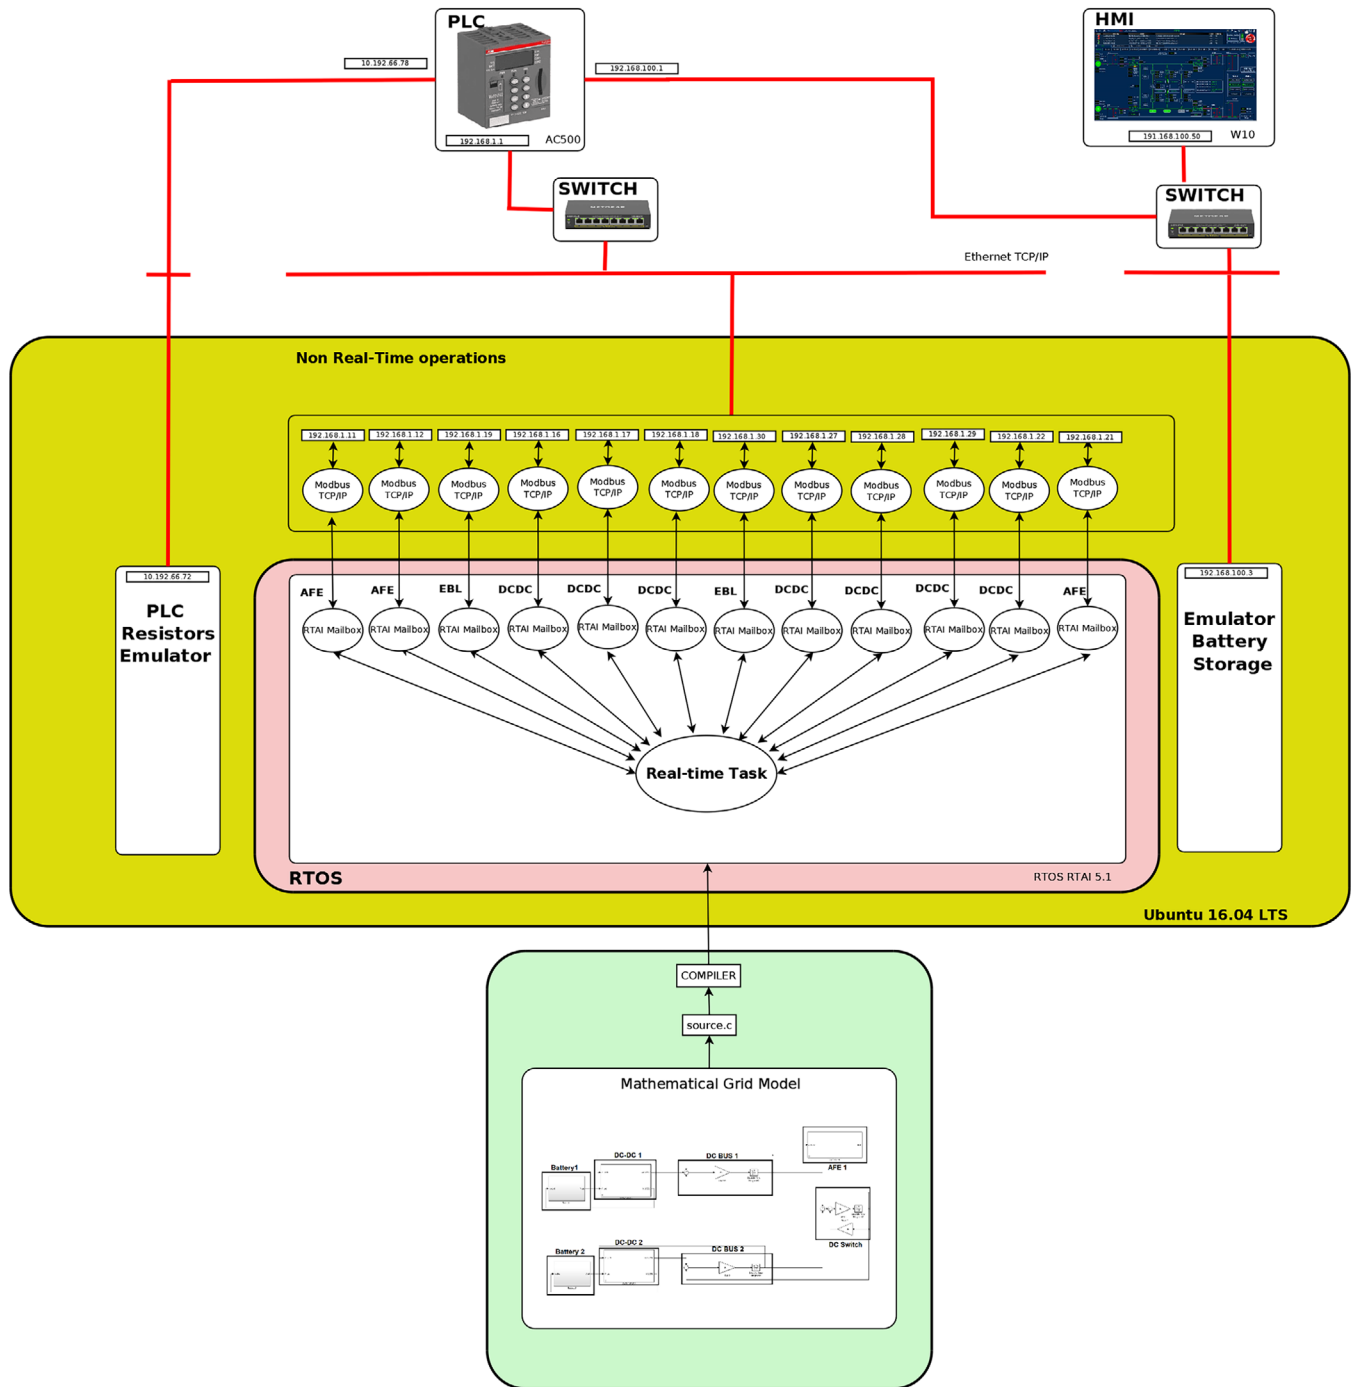 PLC
HMI
10.192.66.78
192.168.100.1
192.168.1.1
AC500
191.168.100.50
W10
SWITCH
NETGEAR
SWITCH
NETGEAR
Ethernet TCP/IP
Non Real-Time operations
192.168.1.11 192.168.1.12 192.168.1.19 192.168.1.16 192.168.1.17 192.168.1.18 192.168.1.30 192.168.1.27 192.168.1.28 192.168.1.29 192.168.1.22 192.168.1.21
Modbus Modbus Modbus Modbus Modbus Modbus Modbus Modbus Modbus Modbus Modbus Modbus
TCP/IP TCP/IP TCP/IP TCP/IP TCP/IP TCP/IP TCP/IP TCP/IP TCP/IP TCP/IP TCP/IP TCP/IP
10.192.66.72
PLC
Resistors
Emulator
192.168.100.3
Emulator
Battery
Storage
AFE AFE EBL DCDC DCDC DCDC EBL DCDC DCDC DCDC DCDC AFE
RTAI Mailbox RTAI Mailbox RTAI Mailbox RTAI Mailbox RTAI Mailbox RTAI Mailbox RTAI Mailbox RTAI Mailbox RTAI Mailbox RTAI Mailbox RTAI Mailbox RTAI Mailbox
Real-time Task
RTOS
RTOS RTAI 5.1
Ubuntu 16.04 LTS
COMPILER
source.c
Mathematical Grid Model
DC-DC 1
DC BUS 1
Battery1
AFE 1
DC-DC 2
DC BUS 2
Battery 2
DC Switch